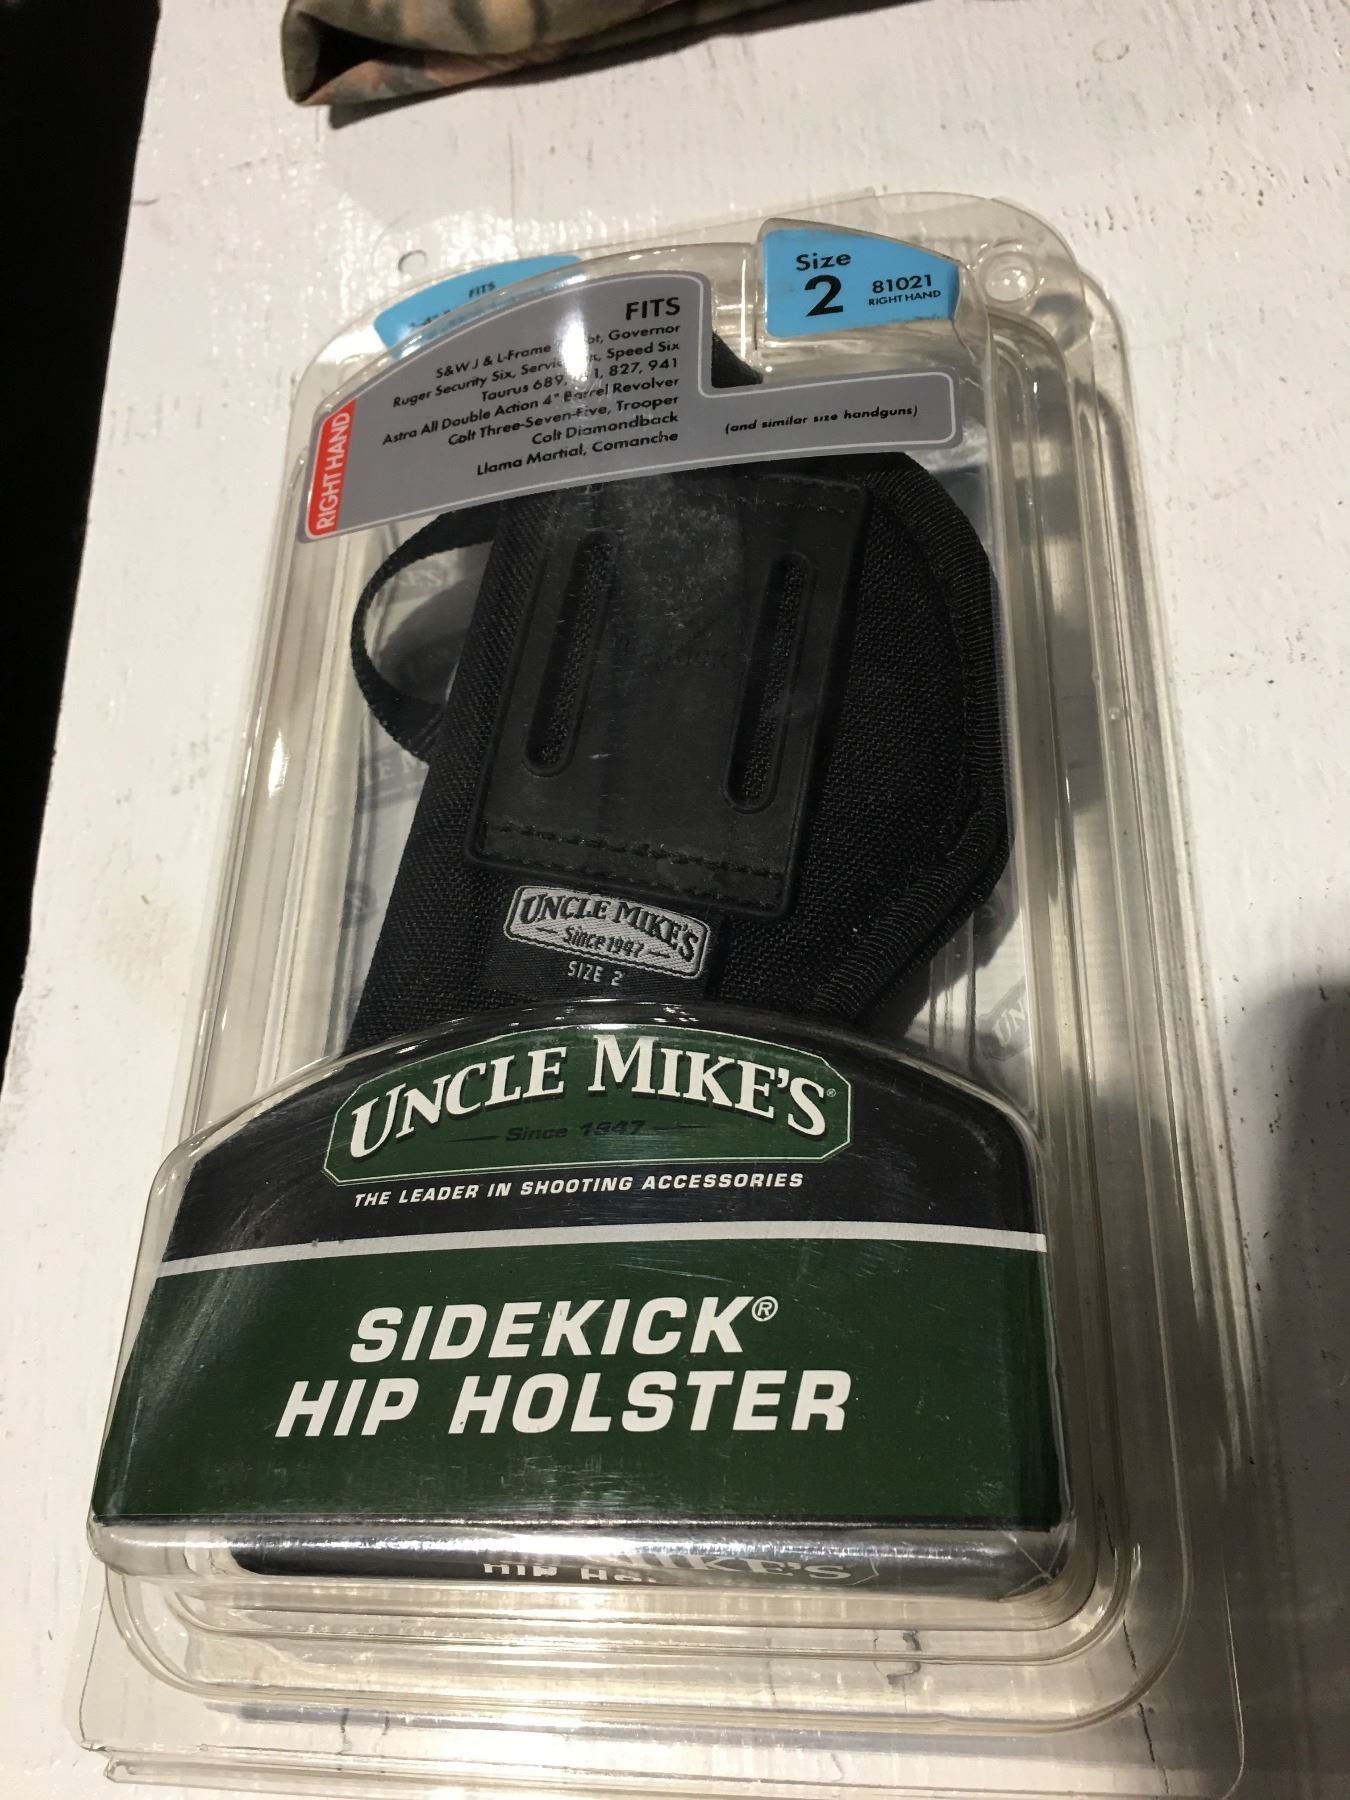 FITS
Size
2
81021
RIGHT HAND
FITS
S&W J & L-Frame Governor
Ruger Security Six, Speed Six
Taurus 689, 827, 941
Astra All Double Action 4" Barrel Revolver
Colt Three-Seven-Five, Trooper
Colt Diamondback
Llama Martial, Comanche
(and similar size handguns)
RIGHT HAND
UNCLE MIKE'S
Since 1947
SIZE 2
UNCLE MIKE'S®
Since 1947
THE LEADER IN SHOOTING ACCESSORIES
SIDEKICK®
HIP HOLSTER